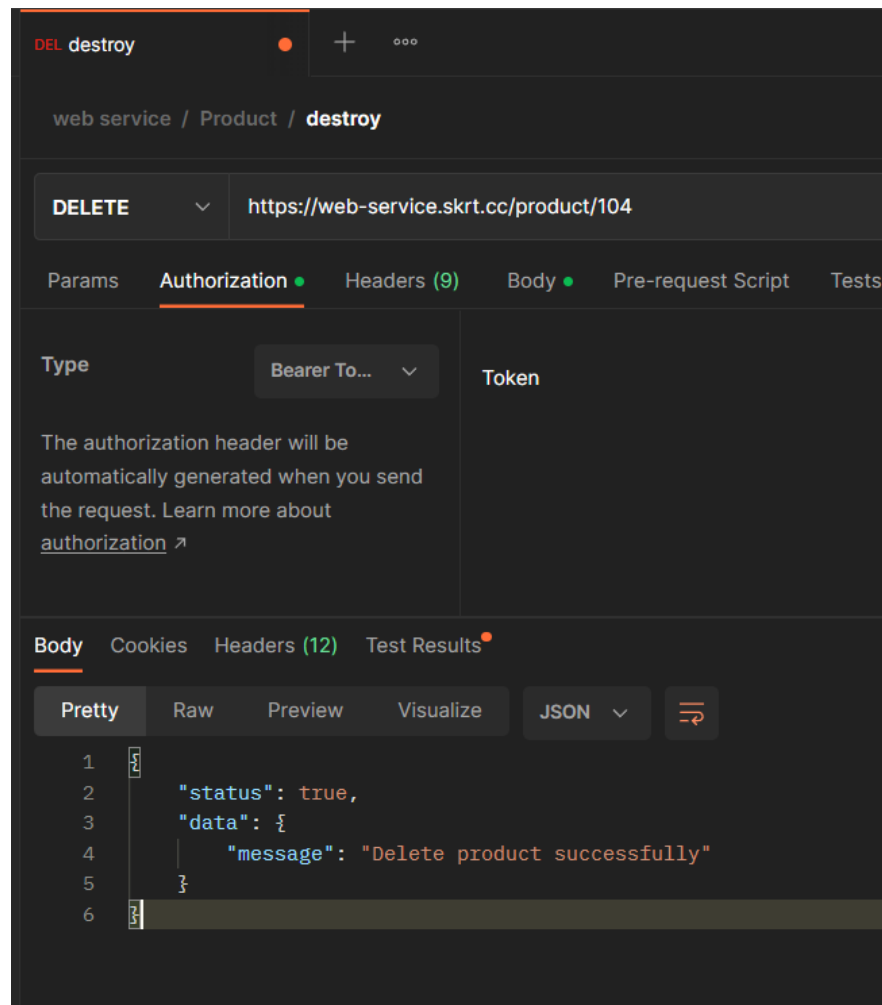 DEL destroy
web service / Product / destroy
DELETE https://web-service.skrt.cc/product/104
Params Authorization Headers (9) Body Pre-request Script Tests
Type Bearer To... Token
The authorization header will be
automatically generated when you send
the request. Learn more about
authorization ↗
Body Cookies Headers (12) Test Results
Pretty Raw Preview Visualize JSON
1 {
2 "status": true,
3 "data": {
4 "message": "Delete product successfully"
5 }
6 }